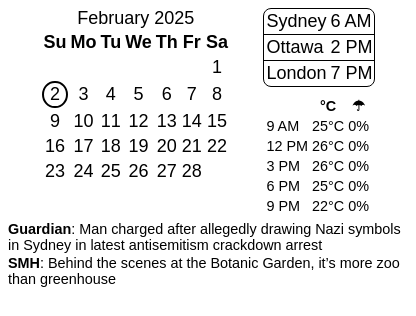 February 2025
Su Mo Tu We Th Fr Sa
1
2 3 4 5 6 7 8
9 10 11 12 13 14 15
16 17 18 19 20 21 22
23 24 25 26 27 28
Sydney 6 AM
Ottawa 2 PM
London 7 PM
°C ☂
9 AM 25°C 0%
12 PM 26°C 0%
3 PM 26°C 0%
6 PM 25°C 0%
9 PM 22°C 0%
Guardian: Man charged after allegedly drawing Nazi symbols
in Sydney in latest antisemitism crackdown arrest
SMH: Behind the scenes at the Botanic Garden, it’s more zoo
than greenhouse